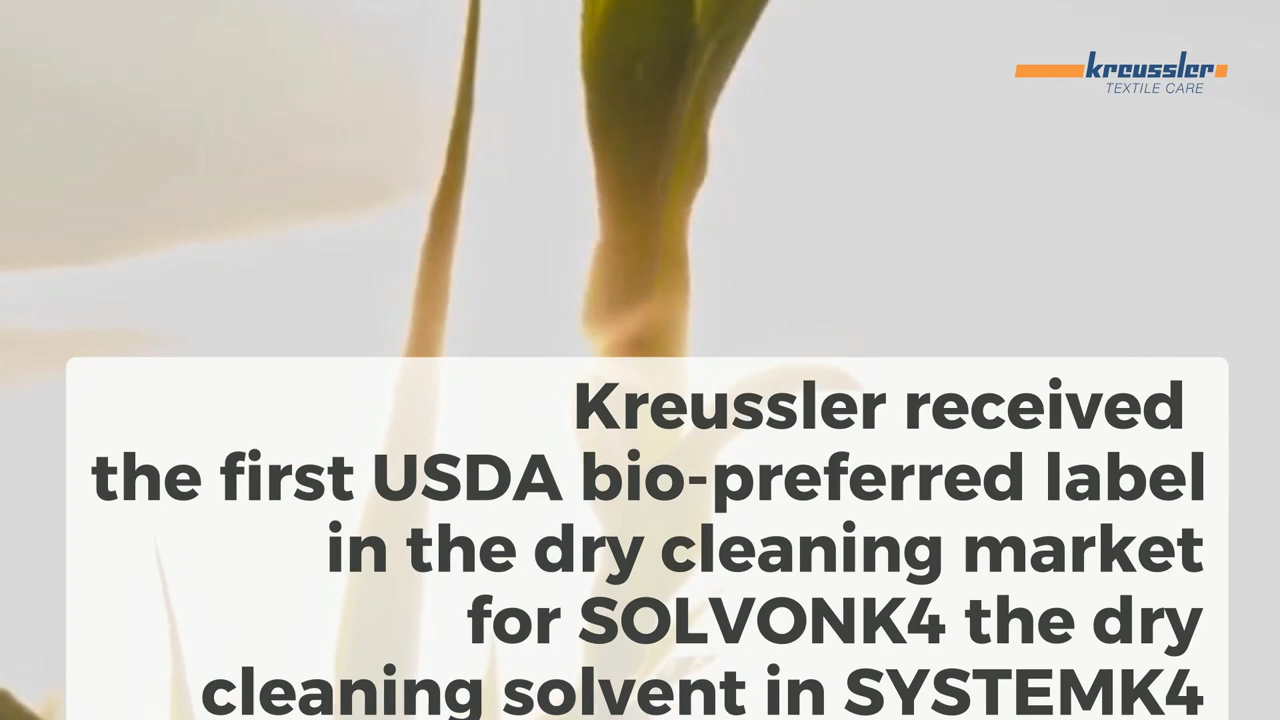 kreussler
TEXTILE CARE
Kreussler received
the first USDA bio-preferred label
in the dry cleaning market
for SOLVONK4 the dry
cleaning solvent in SYSTEMK4